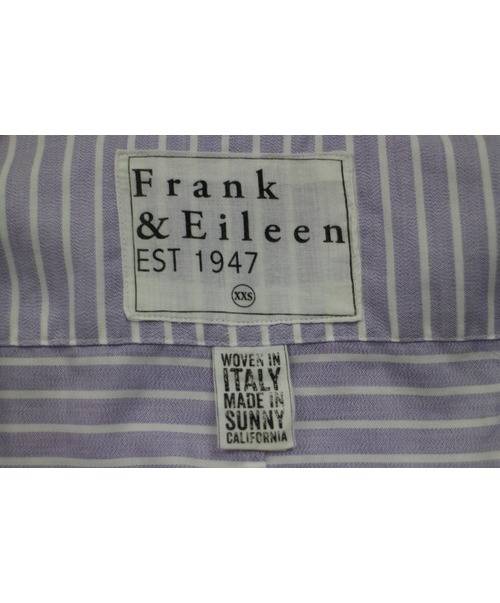 Frank
& Eileen
EST 1947
XXS
WOVEN IN
ITALY
MADE IN
SUNNY
CALIFORNIA